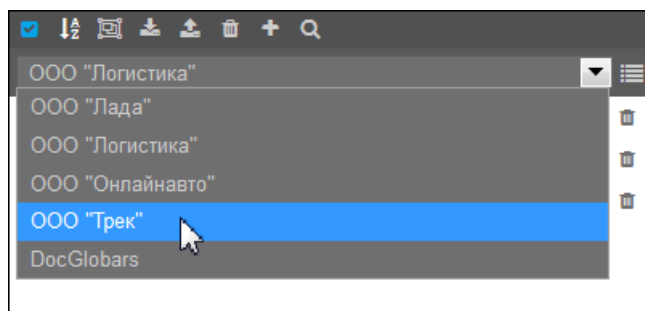 ООО "Логистика"
ООО "Лада"
ООО "Логистика"
ООО "Онлайнавто"
ООО "Трек"
DocGlobars